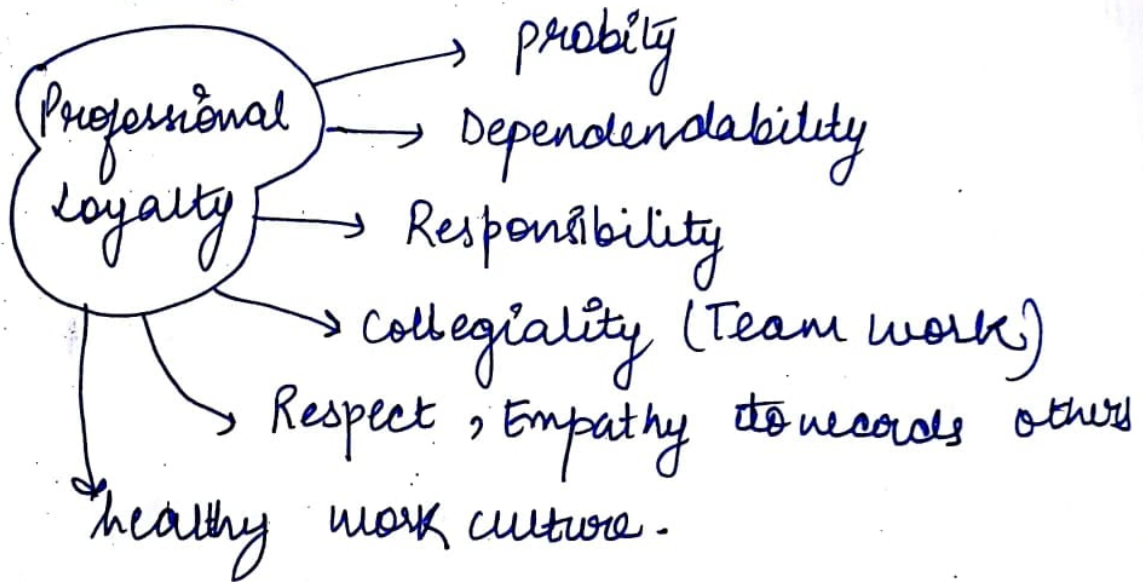 Professional
Loyalty
probity
Dependendability
Responsibility
Collegiality (Team work)
Respect, Empathy towards others
healthy work culture.